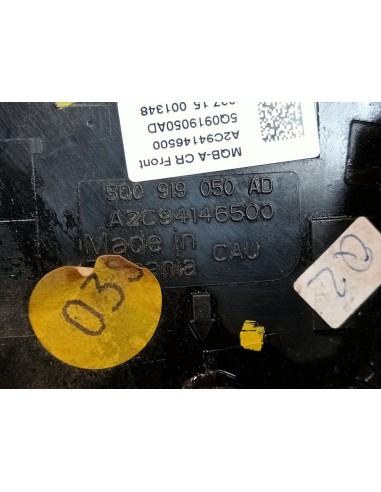 MQB-A CR Front
A2C94146500
5Q0919050AD
15 001348
5Q0 919 050 AD
A2C94146500
Made in
CAU
03
20